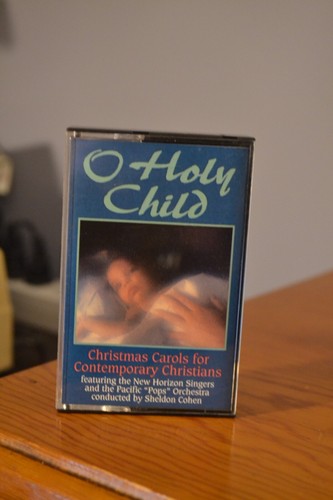 O Holy
Child
Christmas Carols for
Contemporary Christians
featuring the New Horizon Singers
and the Pacific "Pops" Orchestra
conducted by Sheldon Cohen